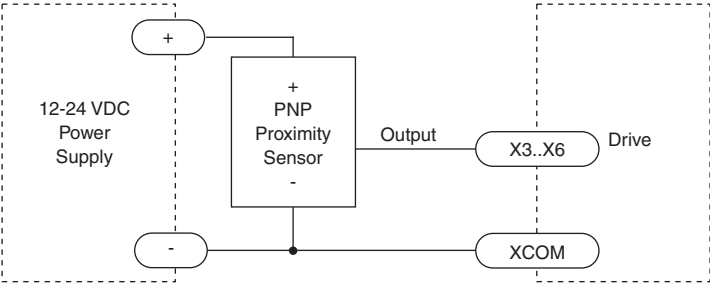 +
12-24 VDC
Power
Supply
-
+
PNP
Proximity
Sensor
-
Output
X3..X6
Drive
XCOM